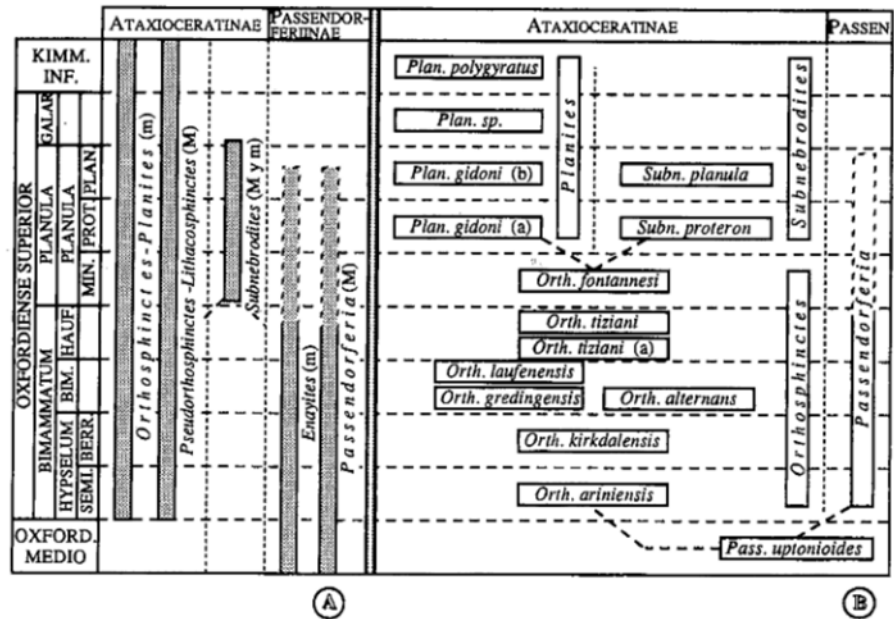 ATAXIOCERATINAE
PASSENDOR-
FERIINAE
ATAXIOCERATINAE
PASSEN.
KIMM.
INF.
OXFORDIENSE SUPERIOR
PLANULA
BIMAMMATUM
GALAR
PLANULA
HYPSELUM
PLAN.
PROT.
MIN.
HAUF
BIM.
BERR.
SEMI.
OXFORD.
MEDIO
Orthosphinctes-Planites (m)
Pseudorthosphinctes-Lithacosphinctes (M)
Subnebrodites (M y m)
Enayites (m)
Passendorferia (M)
Plan. polygyratus
Plan. sp.
Plan. gidoni (b)
Subn. planula
Plan. gidoni (a)
Subn. proteron
Orth. fontannesi
Orth. tiziani
Orth. tiziani (a)
Orth. laufenensis
Orth. gredingensis
Orth. alternans
Orth. kirkdalensis
Orth. ariniensis
Pass. uptonioides
Planites
Subnebrodites
Orthosphinctes
Passendorferia
A
B